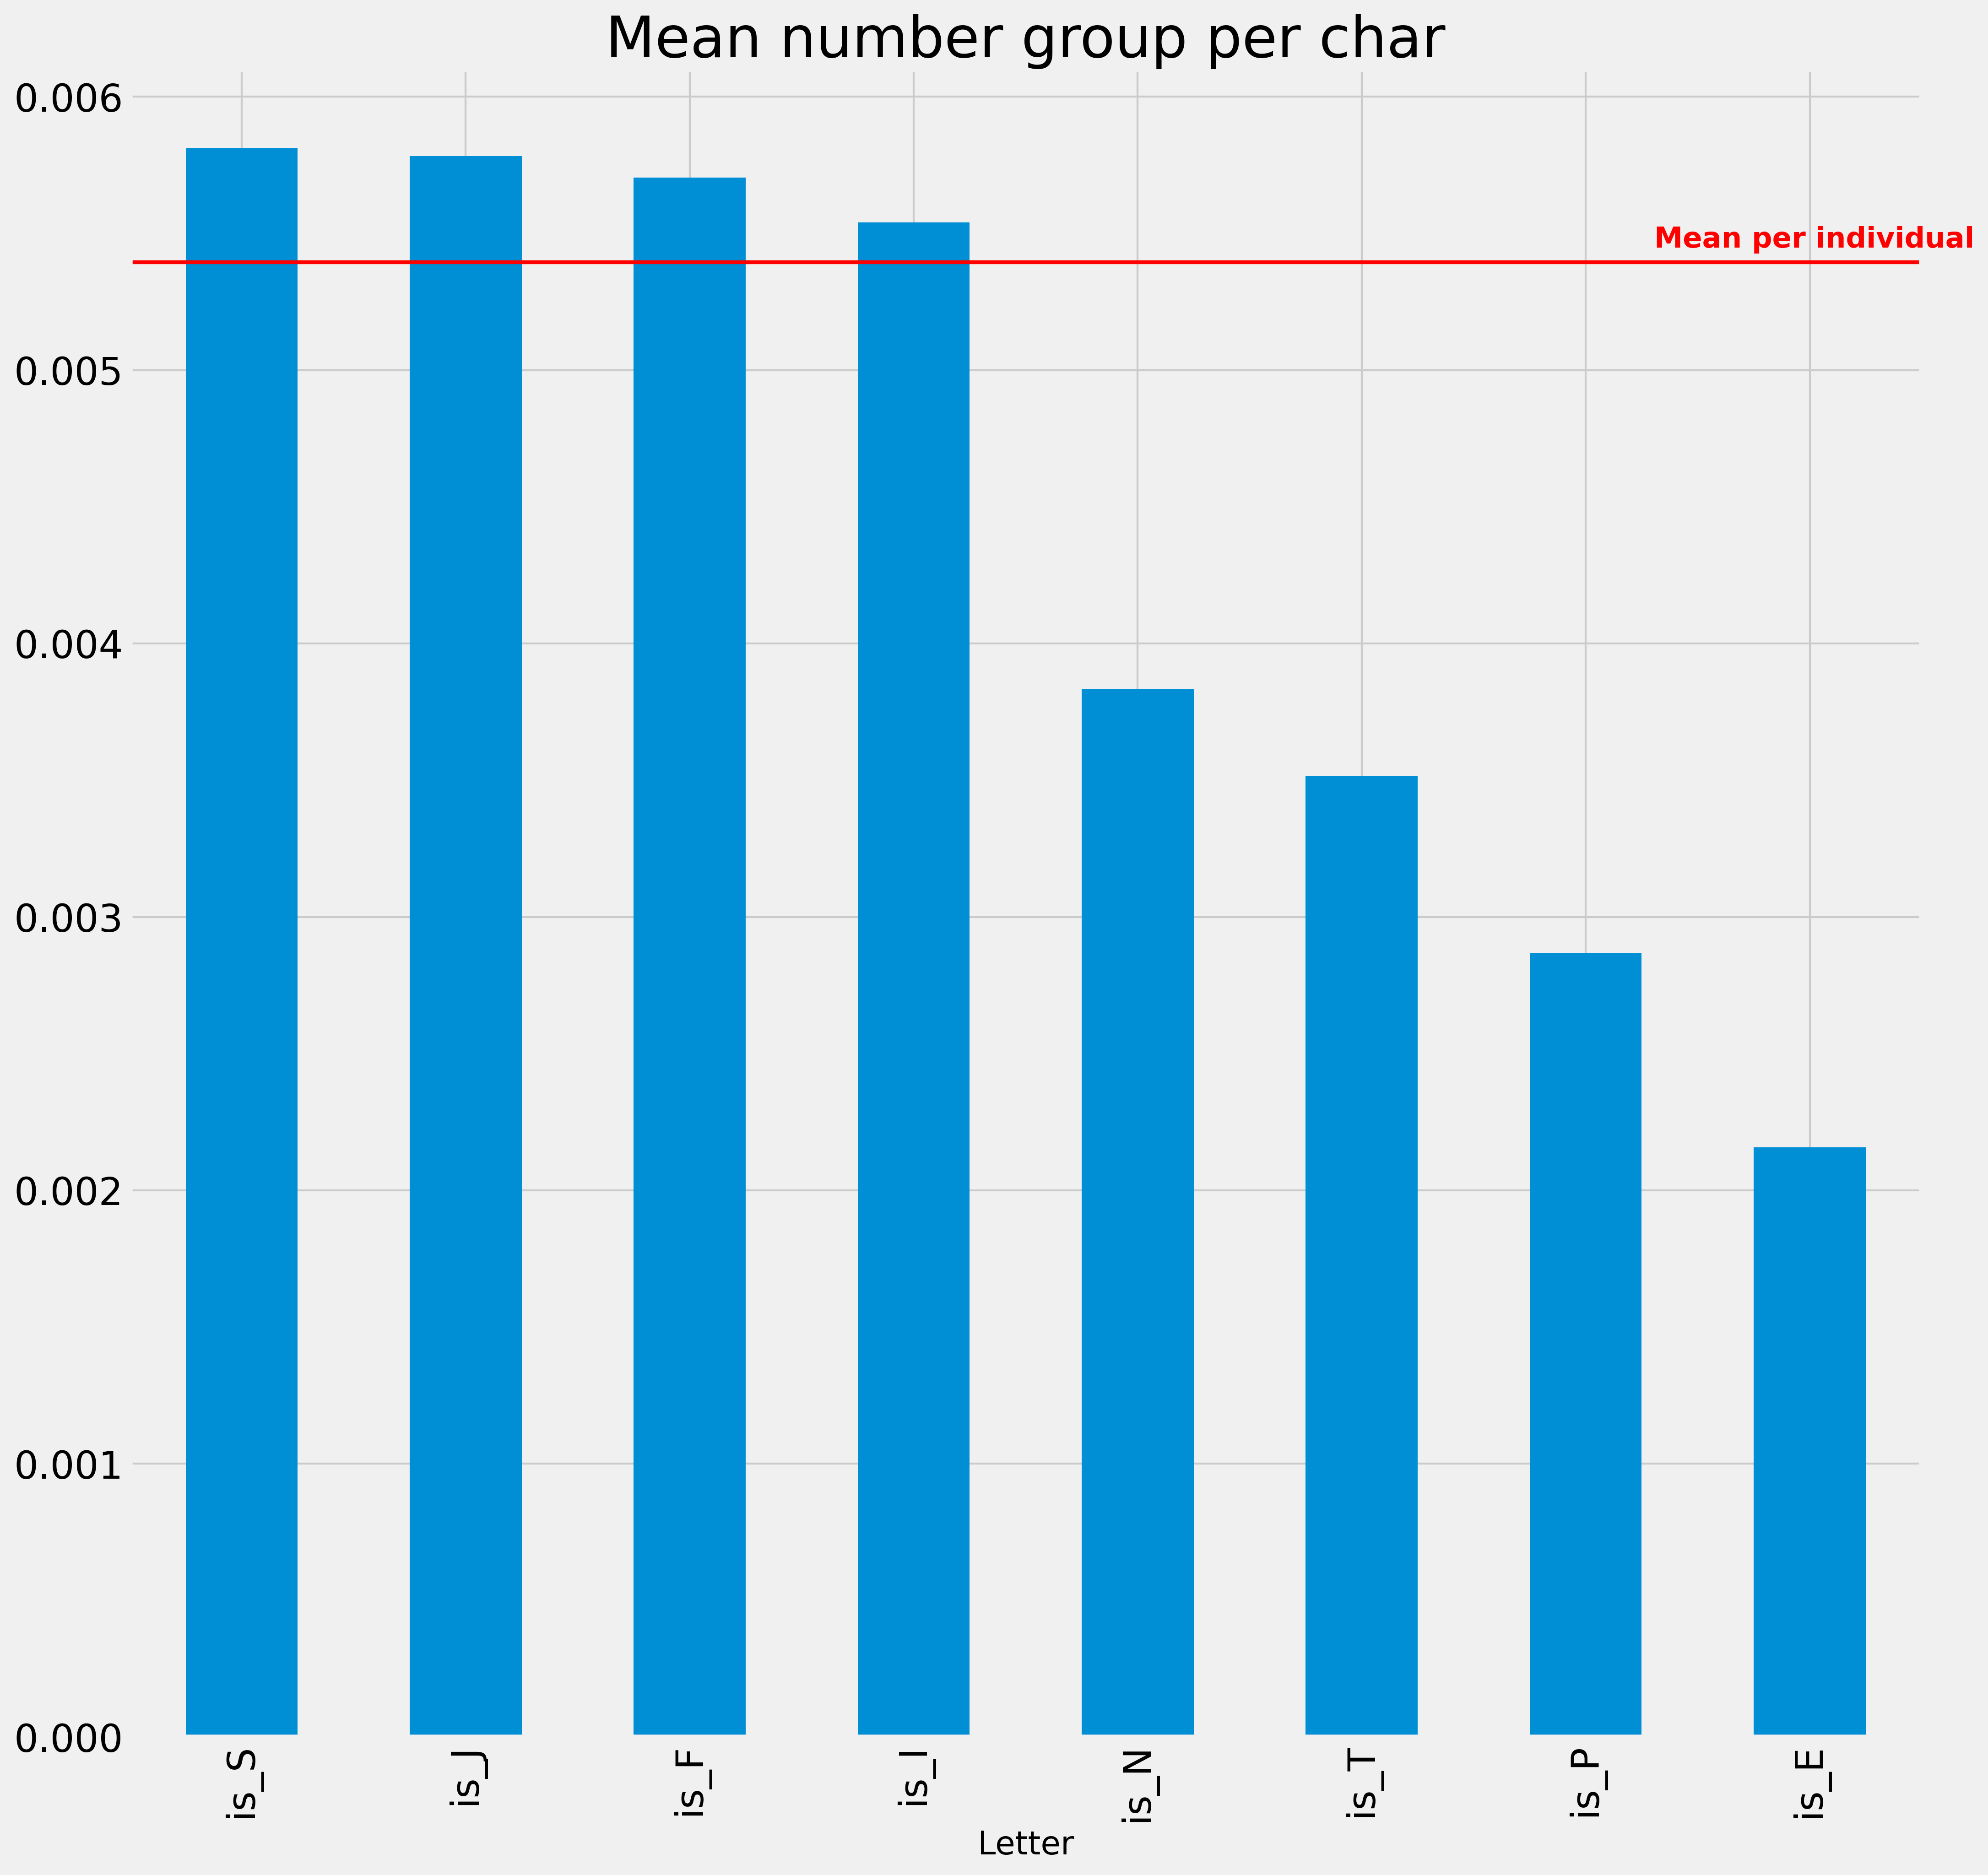 Mean number group per char
0.006
Mean per individual
0.005
0.004
0.003
0.002
0.001
0.000
is_S
is_J
is_F
is_I
is_N
is_T
is_P
is_E
Letter